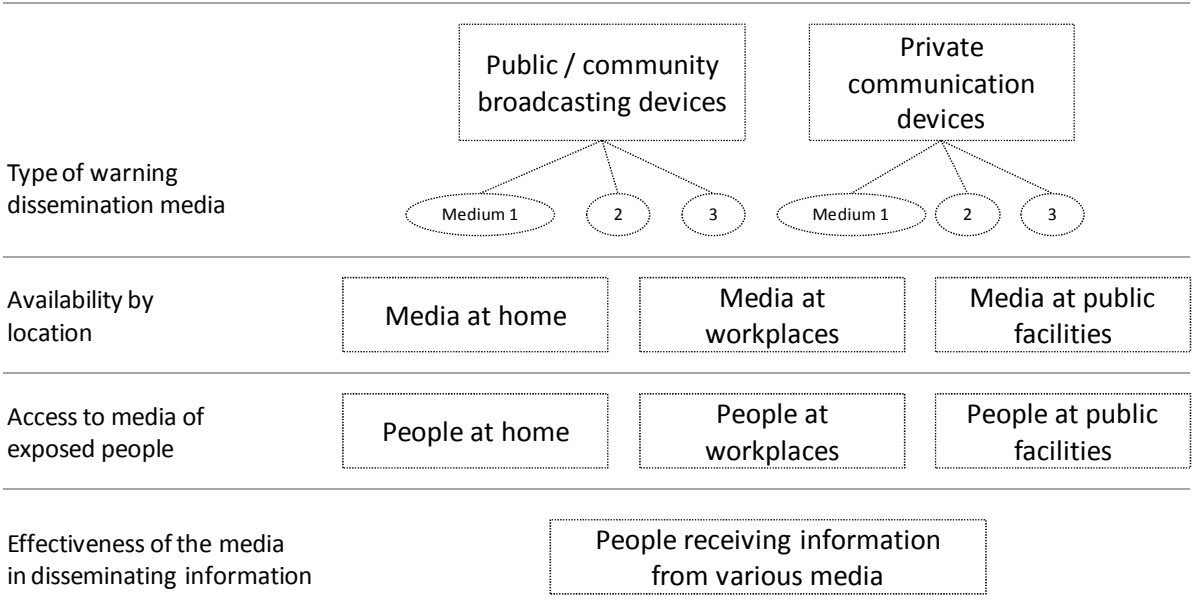 Public / community
broadcasting devices
Private
communication
devices
Type of warning
dissemination media
Medium 1
2
3
Medium 1
2
3
Availability by
location
Media at home
Media at
workplaces
Media at public
facilities
Access to media of
exposed people
People at home
People at
workplaces
People at public
facilities
Effectiveness of the media
in disseminating information
People receiving information
from various media